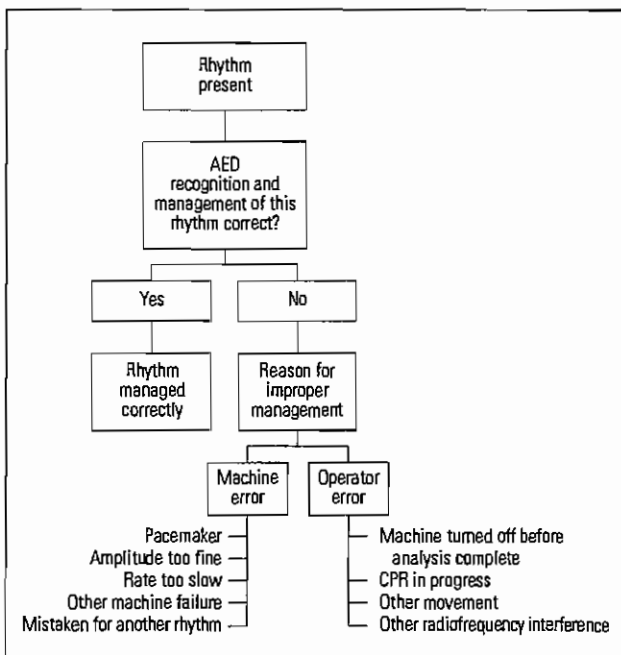 Rhythm
present
AED
recognition and
management of this
rhythm correct?
Yes
No
Rhythm
managed
correctly
Reason for
improper
management
Machine
error
Operator
error
Pacemaker
Amplitude too fine
Rate too slow
Other machine failure
Mistaken for another rhythm
Machine turned off before
analysis complete
CPR in progress
Other movement
Other radiofrequency interference